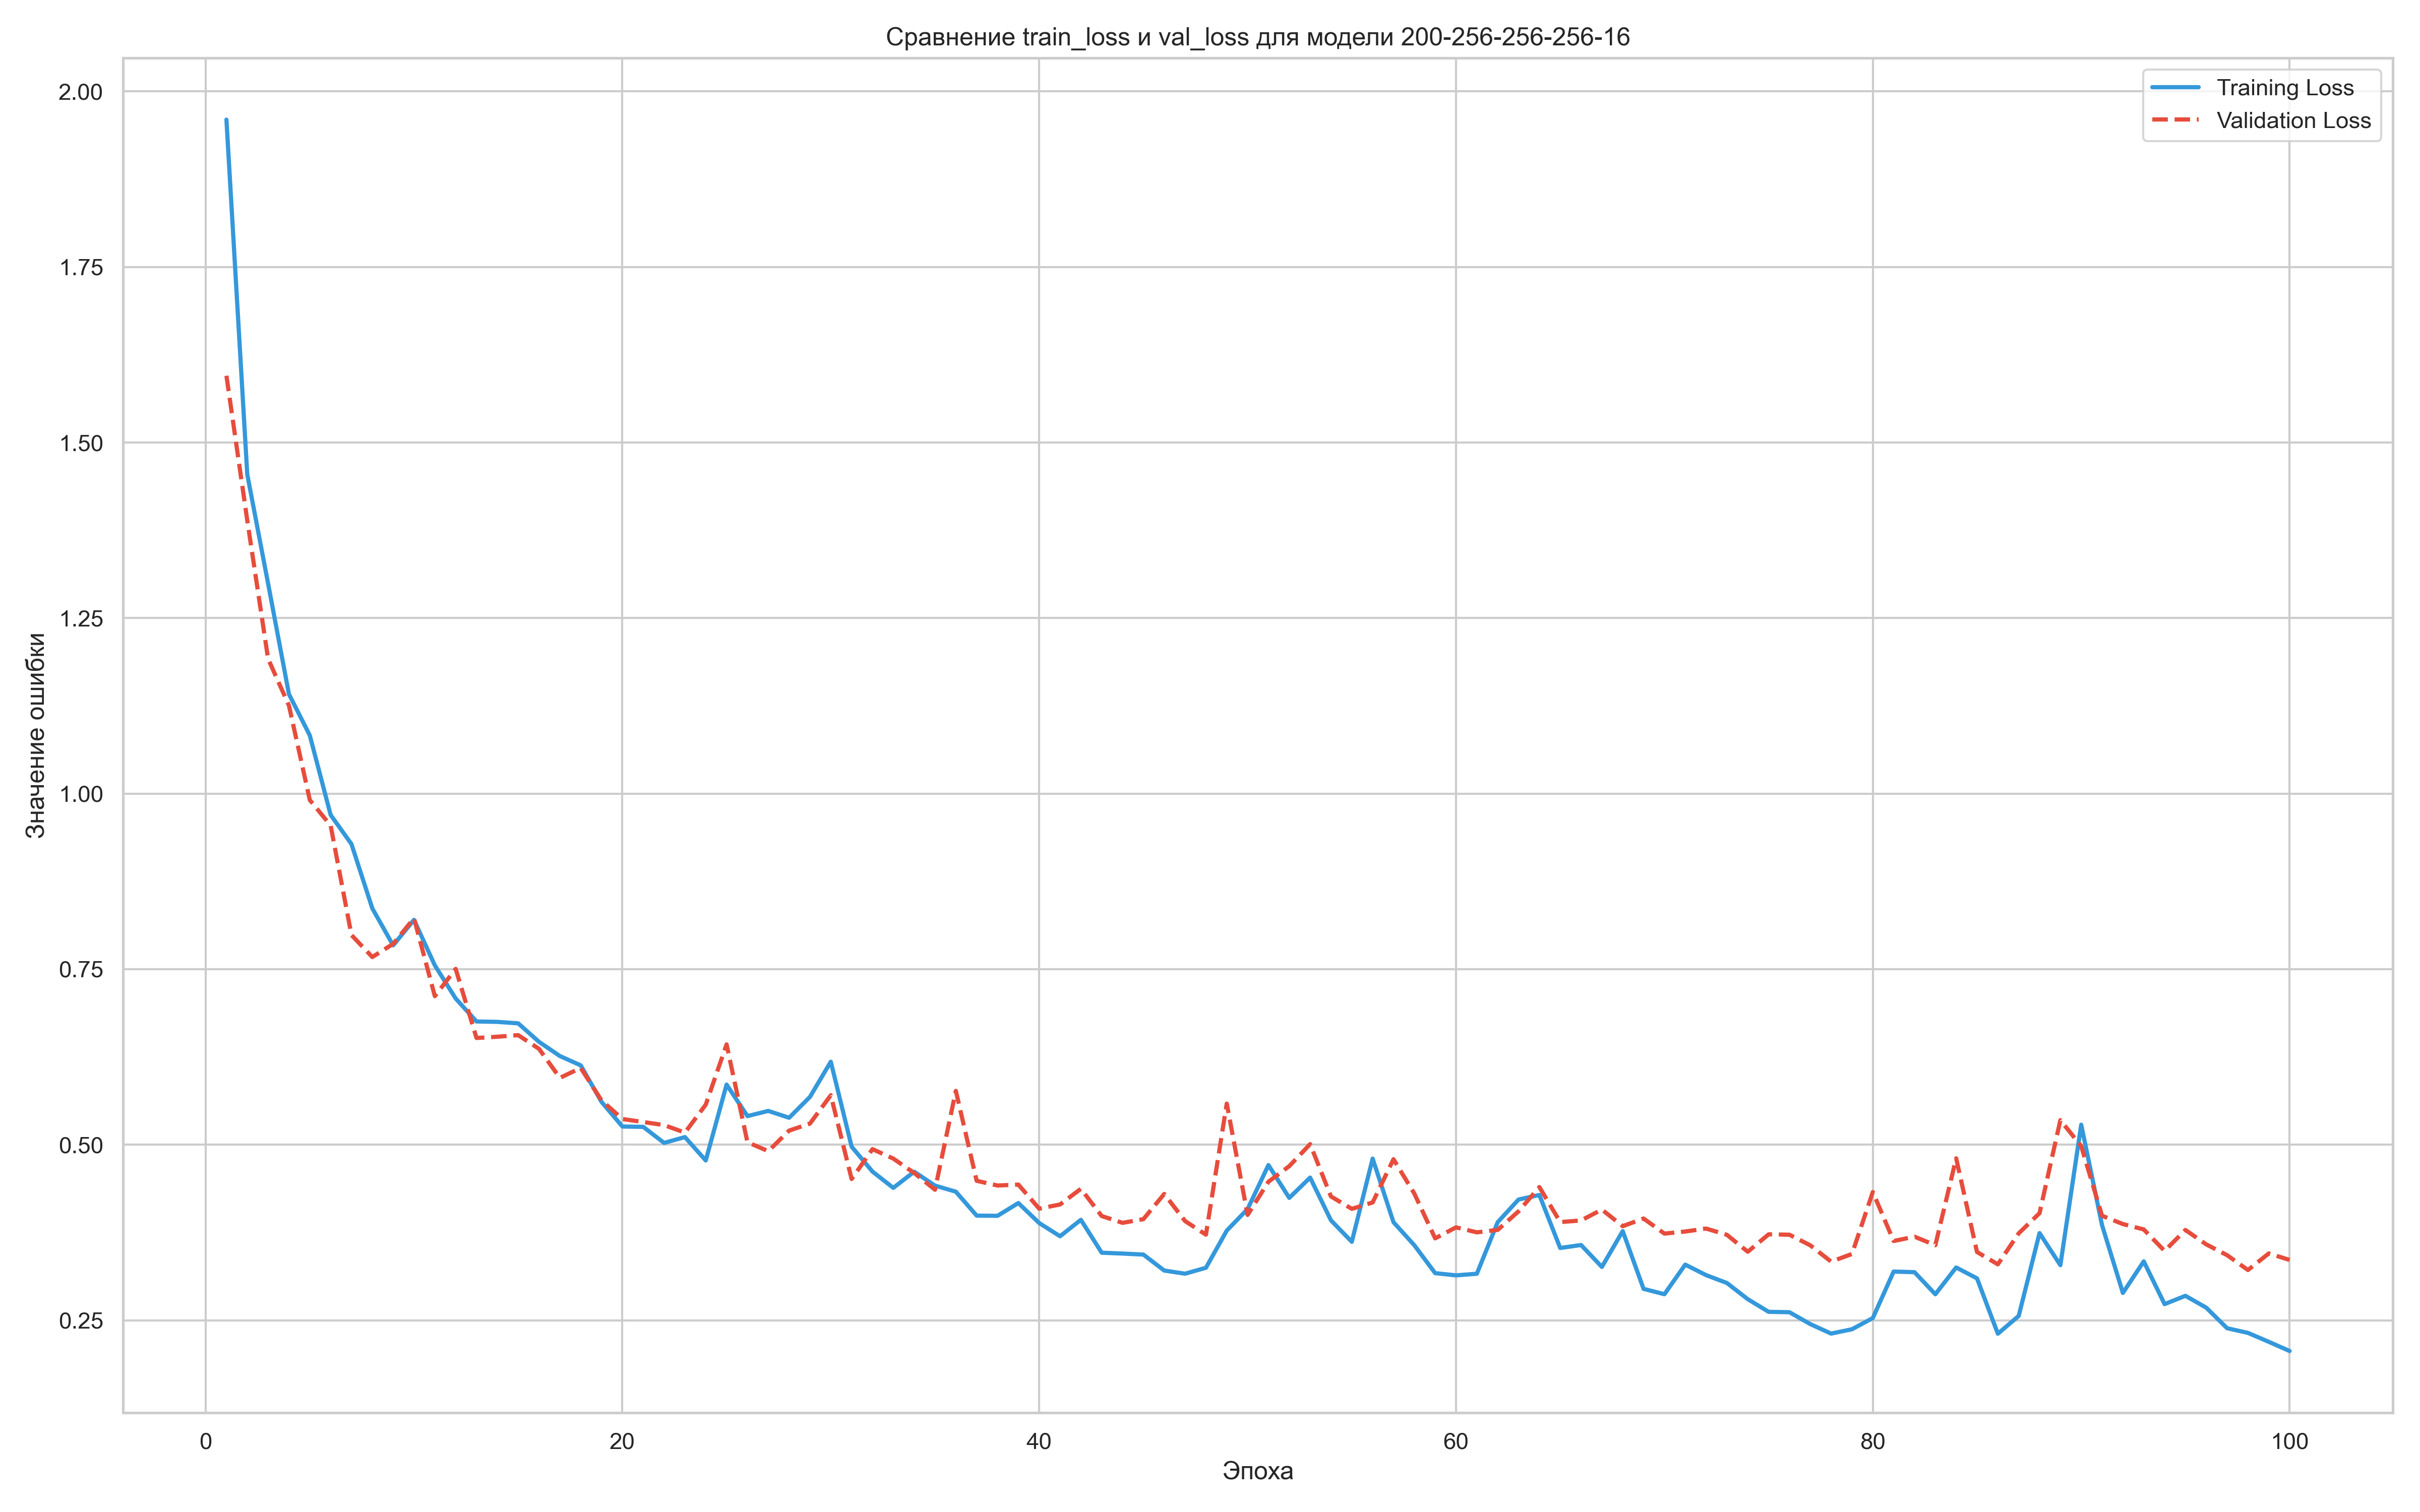 Сравнение train_loss и val_loss для модели 200-256-256-256-16
Training Loss
Validation Loss
Значение ошибки
2.00
1.75
1.50
1.25
1.00
0.75
0.50
0.25
0
20
40
60
80
100
Эпоха